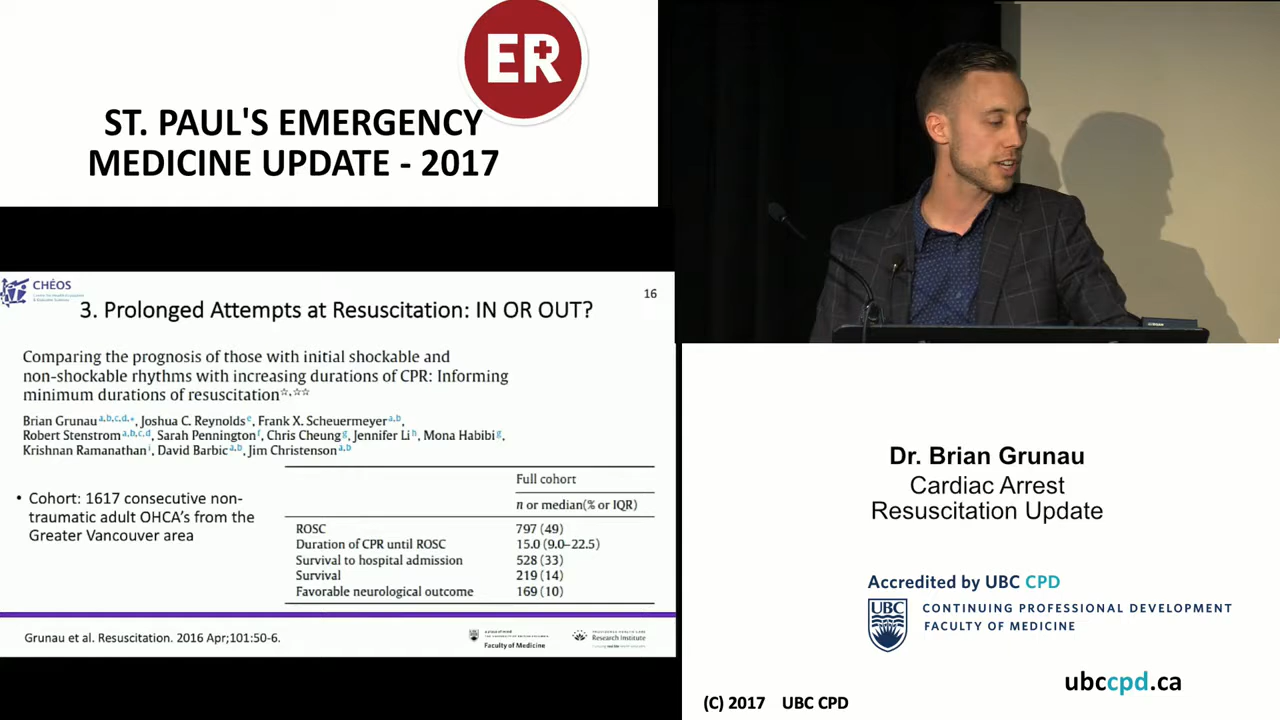 ER
ST. PAUL'S EMERGENCY
MEDICINE UPDATE - 2017
CHÉOS
16
3. Prolonged Attempts at Resuscitation: IN OR OUT?
Comparing the prognosis of those with initial shockable and
non-shockable rhythms with increasing durations of CPR: Informing
minimum durations of resuscitation☆,☆☆
Brian Grunau a,b,c,d,*, Joshua C. Reynolds e, Frank X. Scheuermeyer a,b,
Robert Stenstrom a,b,c,d, Sarah Pennington f, Chris Cheung g, Jennifer Li h, Mona Habibi g,
Krishnan Ramanathan i, David Barbic a,b, Jim Christenson a,b
• Cohort: 1617 consecutive non-
traumatic adult OHCA's from the
Greater Vancouver area
Full cohort
n or median(% or IQR)
ROSC 797 (49)
Duration of CPR until ROSC 15.0 (9.0–22.5)
Survival to hospital admission 528 (33)
Survival 219 (14)
Favorable neurological outcome 169 (10)
Grunau et al. Resuscitation. 2016 Apr;101:50-6.
Faculty of Medicine
Research Institute
Dr. Brian Grunau
Cardiac Arrest
Resuscitation Update
Accredited by UBC CPD
UBC
CONTINUING PROFESSIONAL DEVELOPMENT
FACULTY OF MEDICINE
ubccpd.ca
(C) 2017 UBC CPD